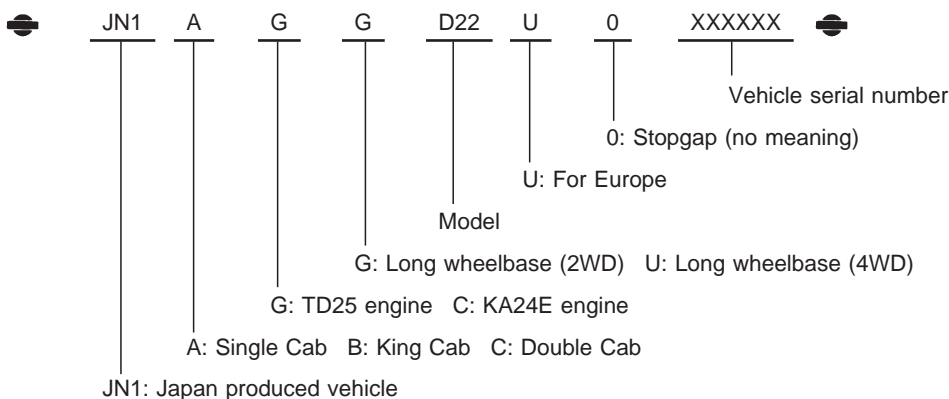 JN1 A G G D22 U 0 XXXXXX
Vehicle serial number
0: Stopgap (no meaning)
U: For Europe
Model
G: Long wheelbase (2WD) U: Long wheelbase (4WD)
G: TD25 engine C: KA24E engine
A: Single Cab B: King Cab C: Double Cab
JN1: Japan produced vehicle